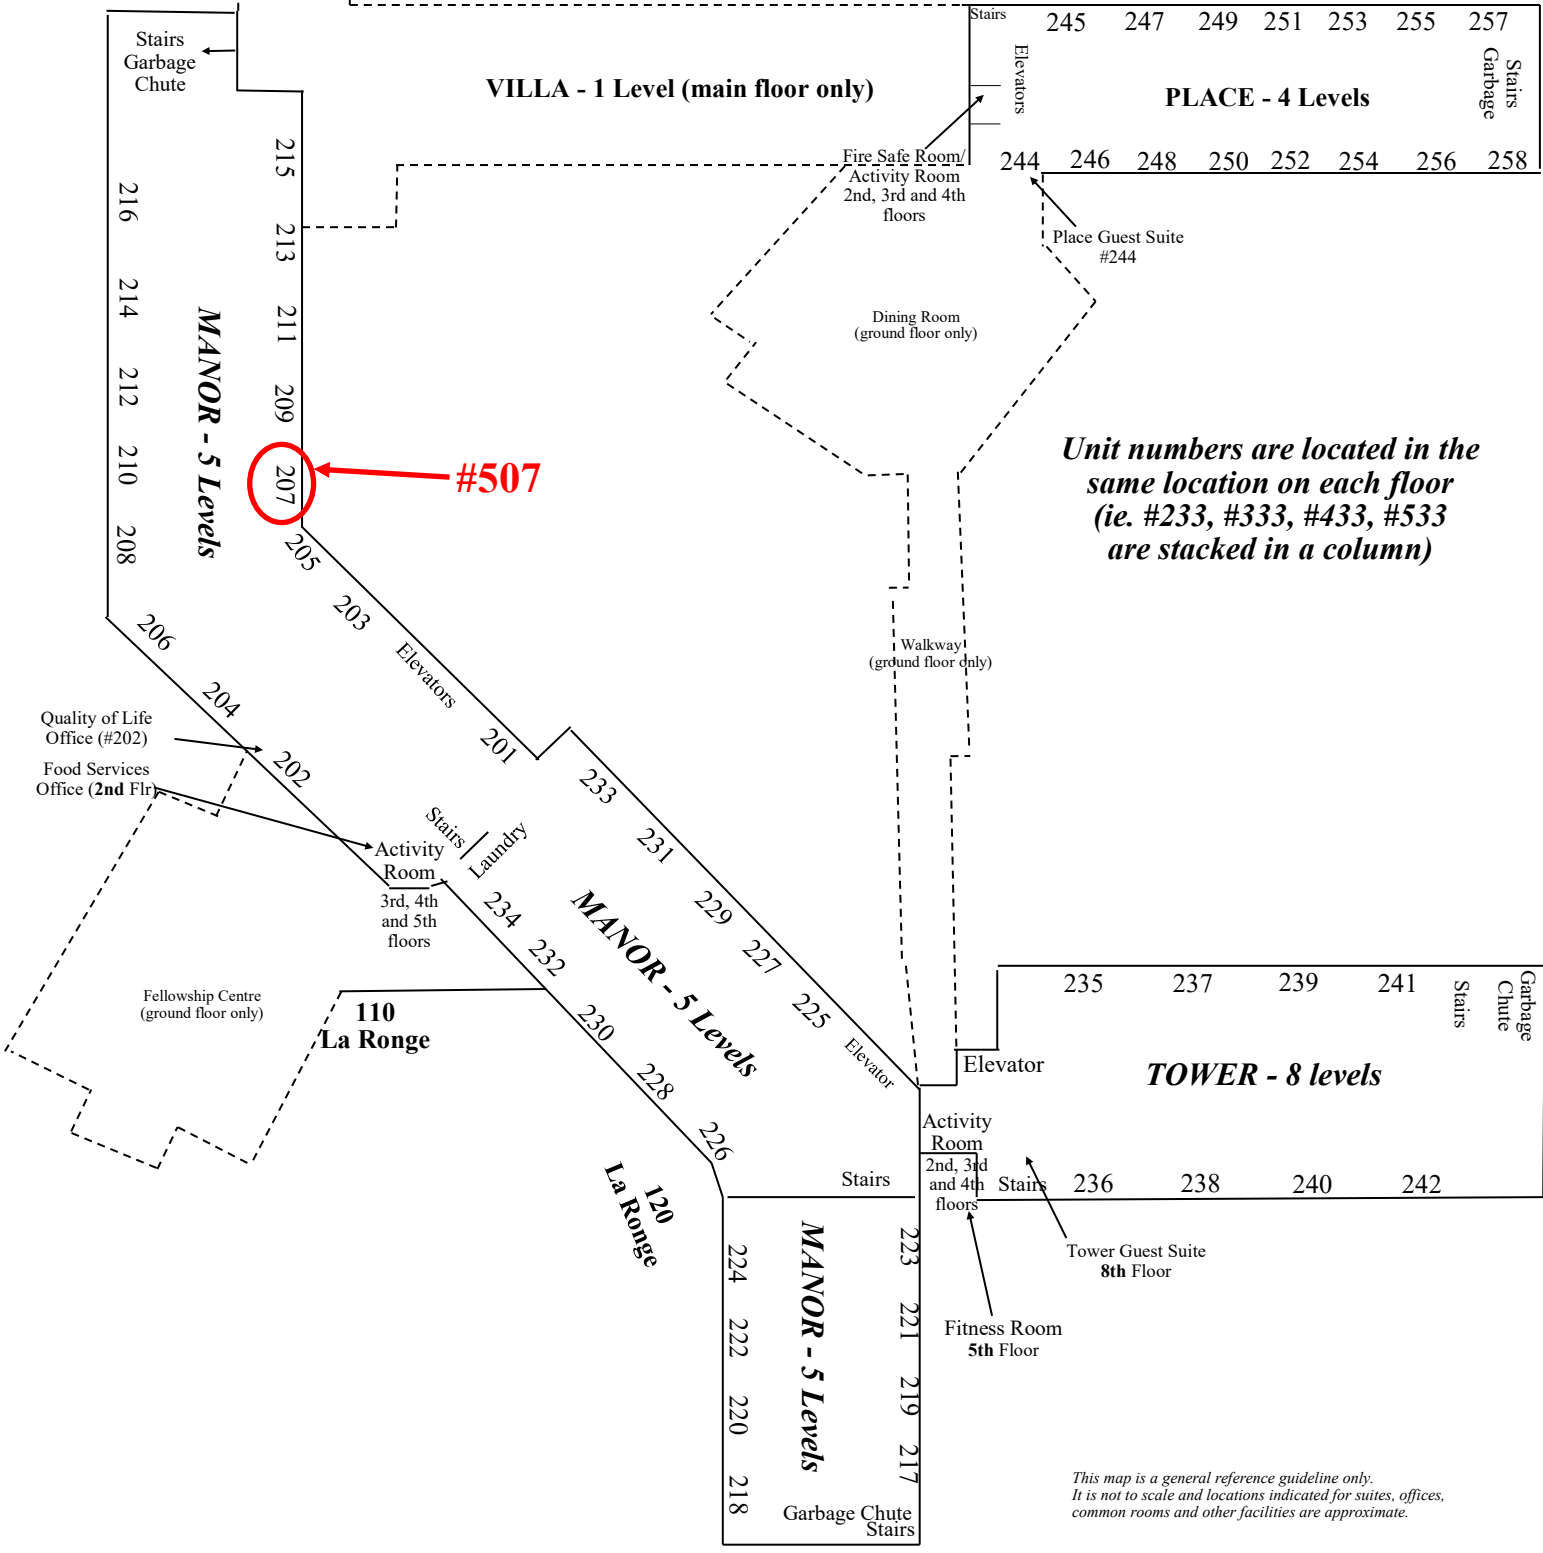 Stairs
Garbage
Chute
VILLA - 1 Level (main floor only)
Stairs
Elevators
245 247 249 251 253 255 257
Stairs
Garbage
PLACE - 4 Levels
Fire Safe Room/
Activity Room
2nd, 3rd and 4th
floors
244 246 248 250 252 254 256 258
Place Guest Suite
#244
215
213
211
209
207
205
203
Elevators
201
216
214
212
210
208
206
204
202
MANOR - 5 Levels
#507
Dining Room
(ground floor only)
Unit numbers are located in the
same location on each floor
(ie. #233, #333, #433, #533
are stacked in a column)
Walkway
(ground floor only)
Quality of Life
Office (#202)
Food Services
Office (2nd Flr)
Activity
Room
3rd, 4th
and 5th
floors
Stairs
Laundry
233
231
229
227
225
Elevator
234
232
230
228
226
MANOR - 5 Levels
Fellowship Centre
(ground floor only)
110
La Ronge
120
La Ronge
235 237 239 241
Stairs
Garbage
Chute
Elevator
TOWER - 8 levels
Activity
Room
2nd, 3rd
and 4th
floors
Stairs
236 238 240 242
Tower Guest Suite
8th Floor
Fitness Room
5th Floor
Stairs
224
222
220
218
MANOR - 5 Levels
223
221
219
217
Garbage Chute
Stairs
This map is a general reference guideline only.
It is not to scale and locations indicated for suites, offices,
common rooms and other facilities are approximate.